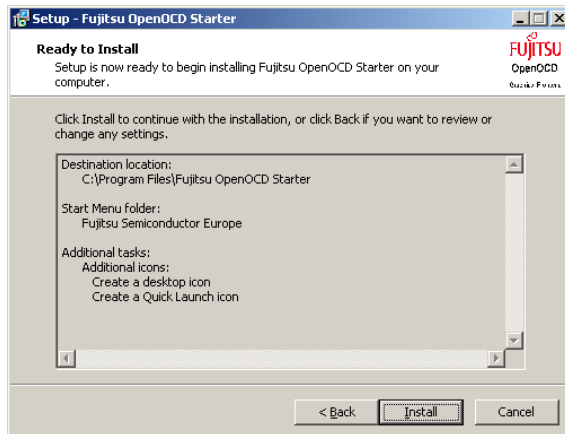 Setup - Fujitsu OpenOCD Starter
Ready to Install
Setup is now ready to begin installing Fujitsu OpenOCD Starter on your
computer.
FUJITSU
OpenOCD
Click Install to continue with the installation, or click Back if you want to review or
change any settings.
Destination location:
C:\Program Files\Fujitsu OpenOCD Starter
Start Menu folder:
Fujitsu Semiconductor Europe
Additional tasks:
Additional icons:
Create a desktop icon
Create a Quick Launch icon
< Back
Install
Cancel